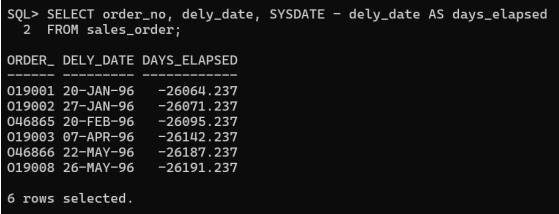 SQL> SELECT order_no, dely_date, SYSDATE - dely_date AS days_elapsed
  2  FROM sales_order;

ORDER_ DELY_DATE DAYS_ELAPSED
------ --------- ------------
O19001 20-JAN-96   -26064.237
O19002 27-JAN-96   -26071.237
O46865 20-FEB-96   -26095.237
O19003 07-APR-96   -26142.237
O46866 22-MAY-96   -26187.237
O19008 26-MAY-96   -26191.237

6 rows selected.